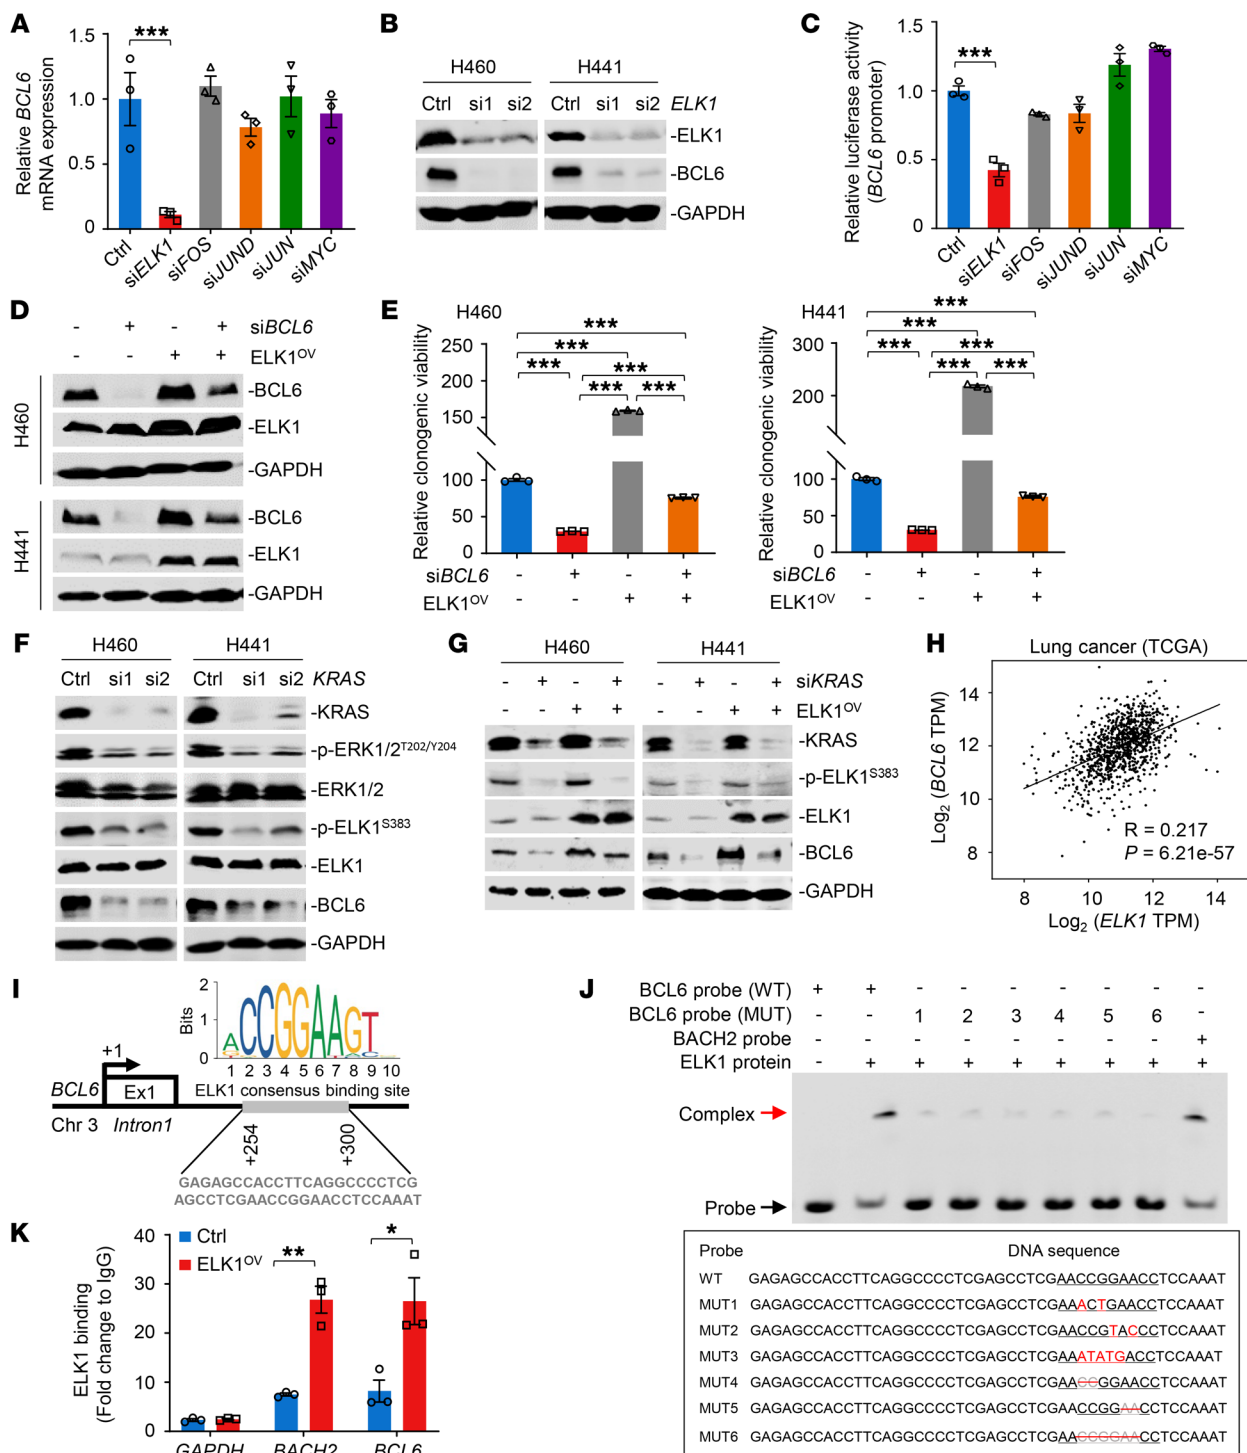 A
Relative BCL6
mRNA expression
1.5
1.0
0.5
0
***
Ctrl
siELK1
siFOS
siJUND
siJUN
siMYC
B
H460 H441
Ctrl si1 si2 Ctrl si1 si2 ELK1
-ELK1
-BCL6
-GAPDH
C
Relative luciferase activity
(BCL6 promoter)
1.5
1.0
0.5
0
***
Ctrl
siELK1
siFOS
siJUND
siJUN
siMYC
D
- + - + siBCL6
- - + + ELK1OV
H460
-BCL6
-ELK1
-GAPDH
H441
-BCL6
-ELK1
-GAPDH
E
H460
Relative clonogenic viability
250
200
150
100
50
0
***
***
*** ***
*** ***
siBCL6 - + - +
ELK1OV - - + +
H441
Relative clonogenic viability
300
200
100
50
0
***
***
*** ***
*** ***
siBCL6 - + - +
ELK1OV - - + +
F
H460 H441
Ctrl si1 si2 Ctrl si1 si2 KRAS
-KRAS
-p-ERK1/2T202/Y204
-ERK1/2
-p-ELK1S383
-ELK1
-BCL6
-GAPDH
G
H460 H441
- + - + - + - + siKRAS
- - + + - - + + ELK1OV
-KRAS
-p-ELK1S383
-ELK1
-BCL6
-GAPDH
H
Lung cancer (TCGA)
Log2 (BCL6 TPM)
14
12
10
8
R = 0.217
P = 6.21e-57
8 10 12 14
Log2 (ELK1 TPM)
I
Bits
2
1
0
ACCGGAAGT
1 2 3 4 5 6 7 8 9 10
ELK1 consensus binding site
+1
BCL6 Ex1
Chr 3 Intron1
+254 +300
GAGAGCCACCTTCAGGCCCCTCG
AGCCTCGAACCGGAACCTCCAAAT
J
BCL6 probe (WT) + + - - - - - - -
BCL6 probe (MUT) - - 1 2 3 4 5 6 -
BACH2 probe - - - - - - - - +
ELK1 protein - + + + + + + + +
Complex
Probe
Probe DNA sequence
WT GAGAGCCACCTTCAGGCCCCTCGAGCCTCGAACCGGAACCTCCAAAT
MUT1 GAGAGCCACCTTCAGGCCCCTCGAGCCTCGAAACTGAACCTCCAAAT
MUT2 GAGAGCCACCTTCAGGCCCCTCGAGCCTCGAACCGTACCCTCCAAAT
MUT3 GAGAGCCACCTTCAGGCCCCTCGAGCCTCGAAATATGACCTCCAAAT
MUT4 GAGAGCCACCTTCAGGCCCCTCGAGCCTCGAACCGGAACCTCCAAAT
MUT5 GAGAGCCACCTTCAGGCCCCTCGAGCCTCGAACCGGAACCTCCAAAT
MUT6 GAGAGCCACCTTCAGGCCCCTCGAGCCTCGAACCGGAACCTCCAAAT
K
ELK1 binding
(Fold change to IgG)
40
30
20
10
0
Ctrl
ELK1OV
** *
GAPDH BACH2 BCL6